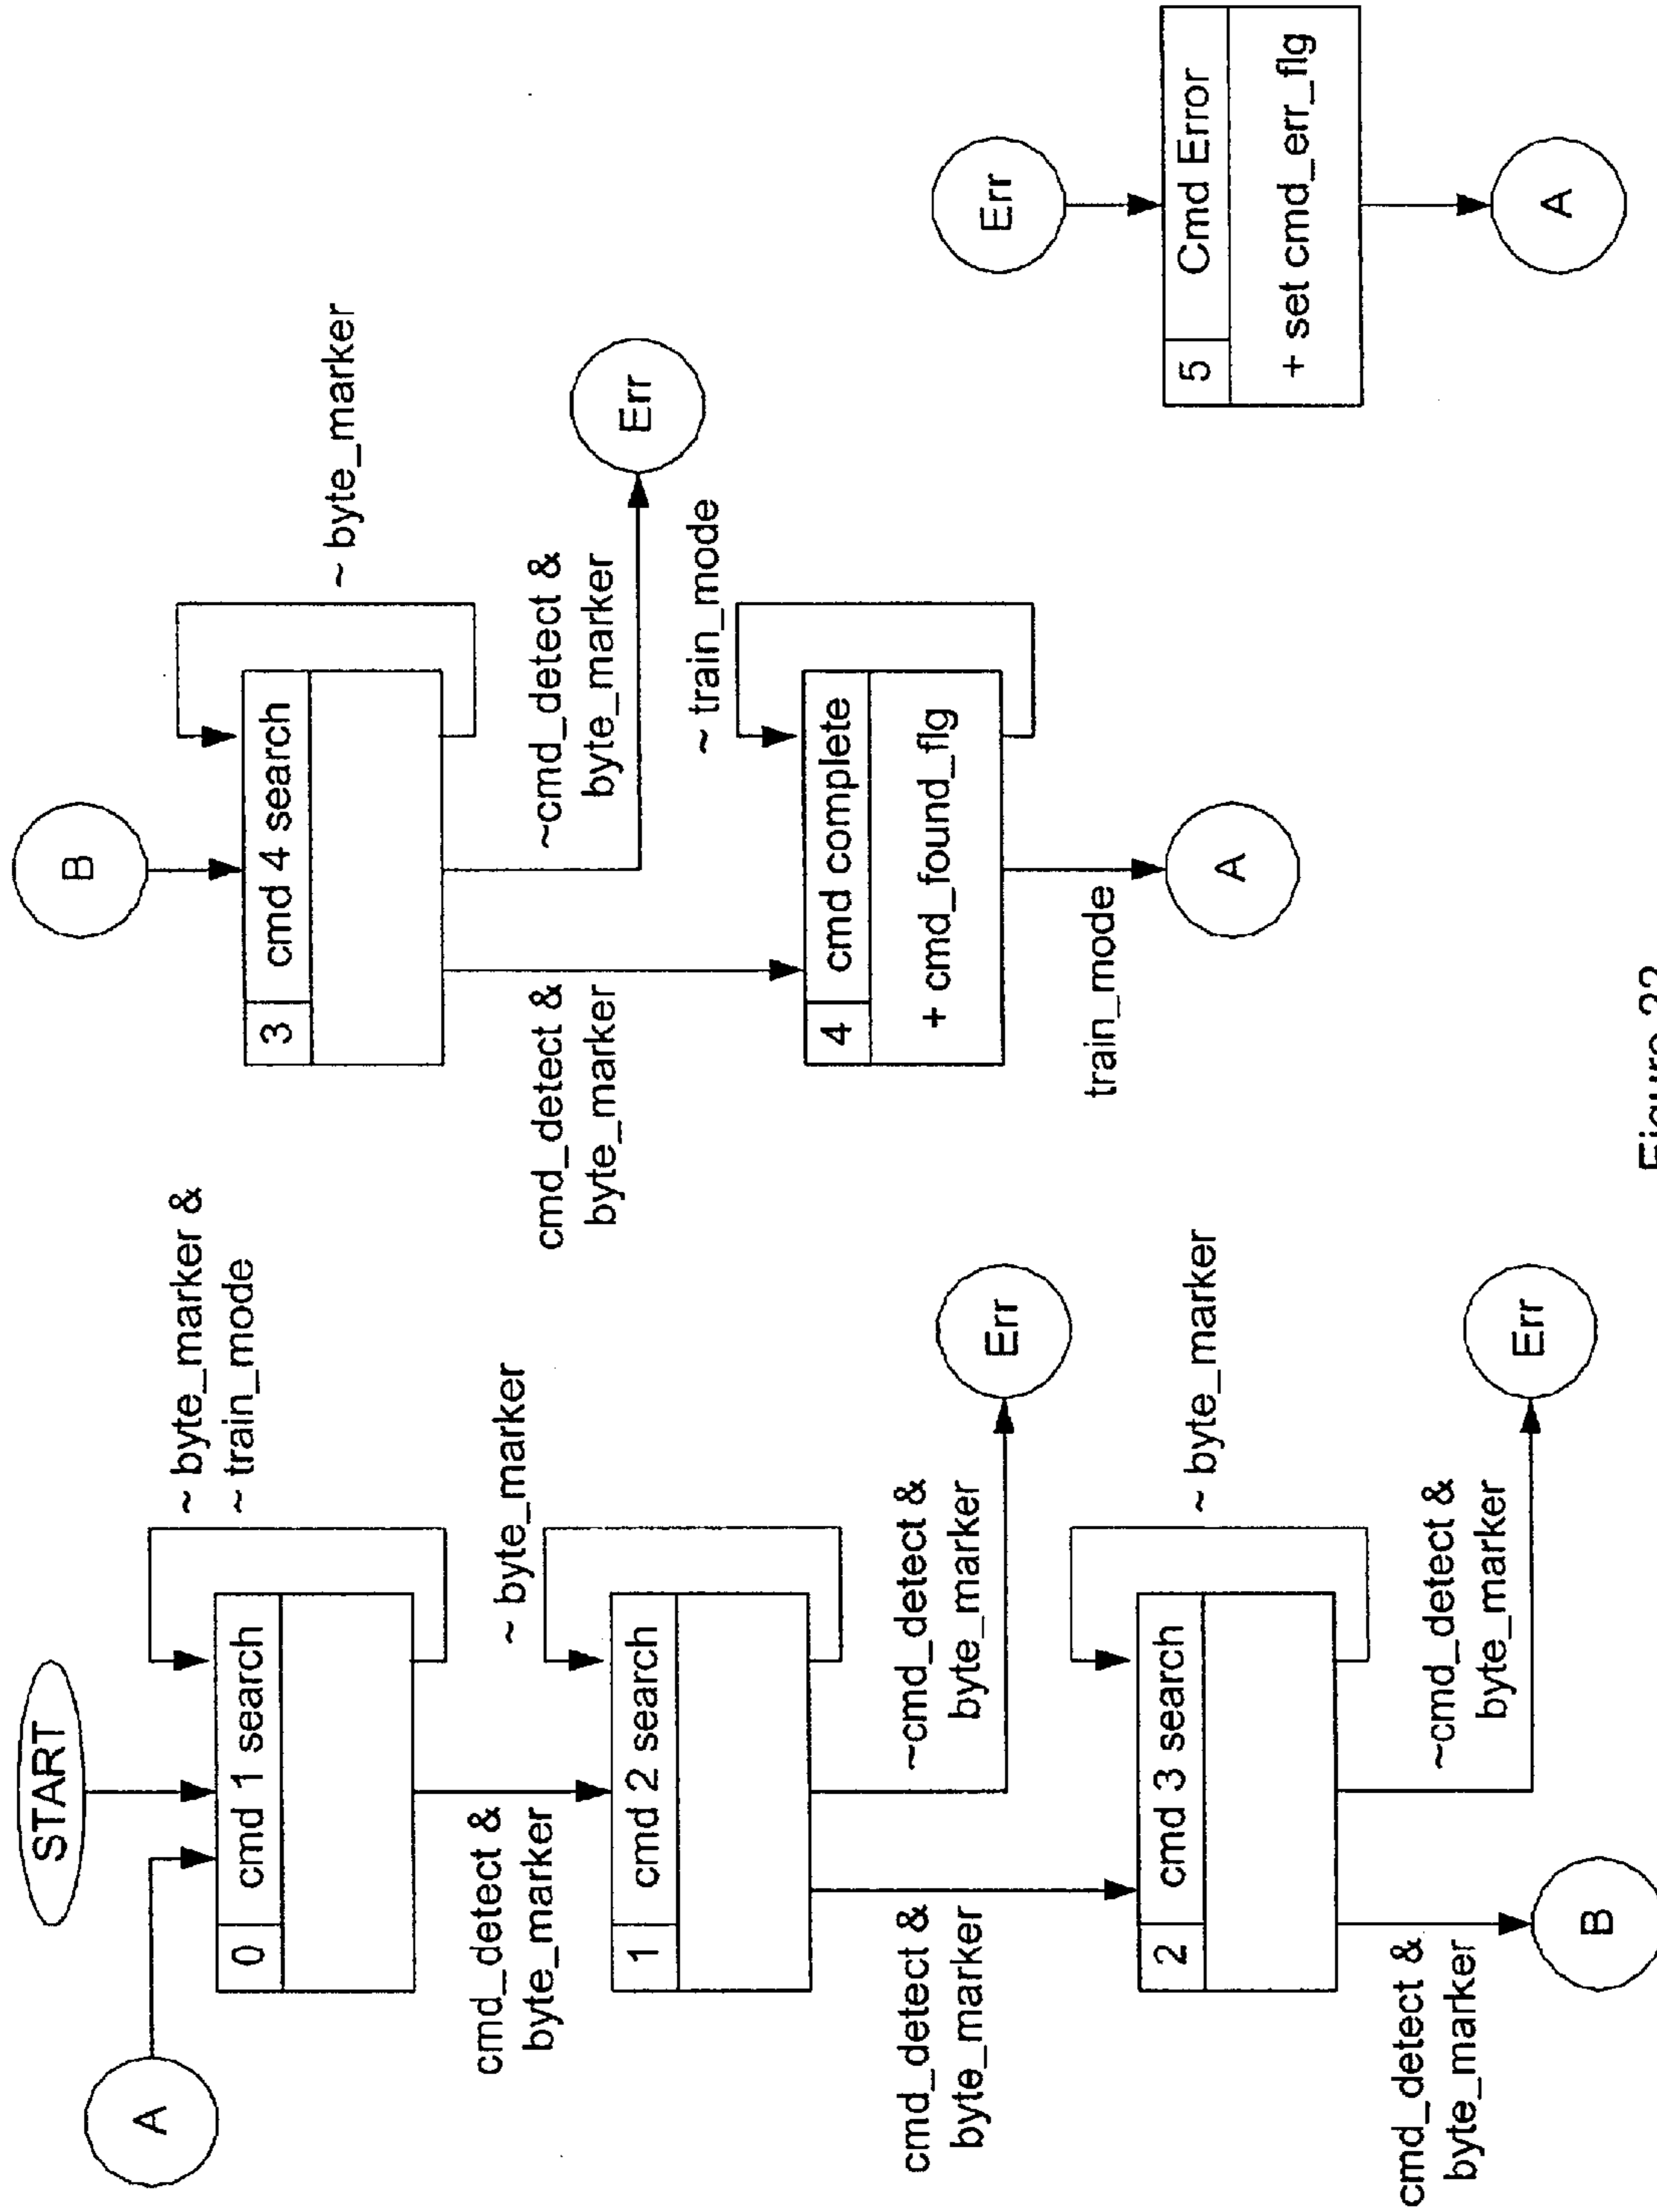 START
A
~ byte_marker &
~ train_mode
0 cmd 1 search
cmd_detect &
byte_marker
~ byte_marker
1 cmd 2 search
cmd_detect &
byte_marker
~cmd_detect &
byte_marker
Err
~ byte_marker
2 cmd 3 search
cmd_detect &
byte_marker
~cmd_detect &
byte_marker
Err
B
B
~ byte_marker
3 cmd 4 search
cmd_detect &
byte_marker
~cmd_detect &
byte_marker
Err
~ train_mode
4 cmd complete
+ cmd_found_flg
train_mode
A
Err
5 Cmd Error
+ set cmd_err_flg
A
Figure